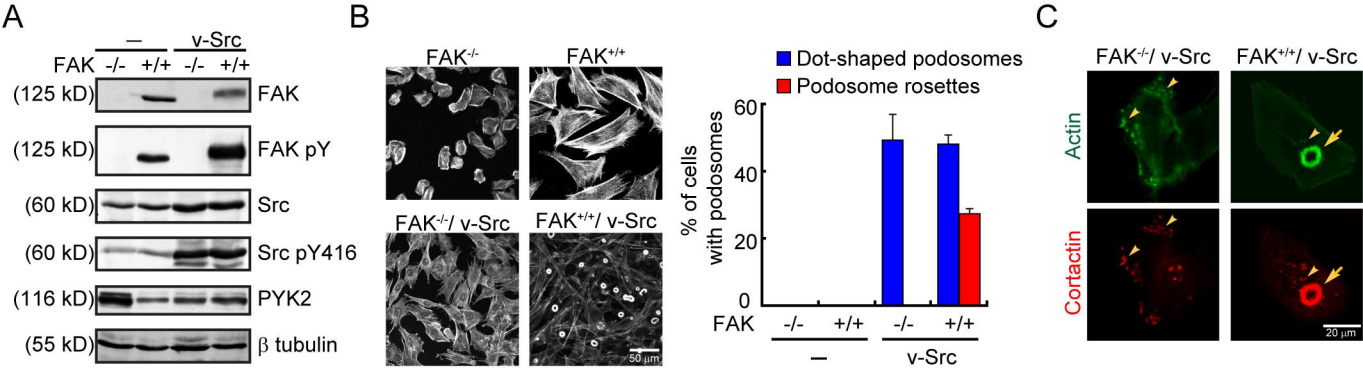 A
— v-Src
FAK -/- +/+ -/- +/+
(125 kD) FAK
(125 kD) FAK pY
(60 kD) Src
(60 kD) Src pY416
(116 kD) PYK2
(55 kD) β tubulin
B
FAK-/- FAK+/+
FAK-/-/ v-Src FAK+/+/ v-Src
50 μm
Dot-shaped podosomes
Podosome rosettes
% of cells
with podosomes
60
40
20
0
FAK -/- +/+ -/- +/+
— v-Src
C
FAK-/-/ v-Src FAK+/+/ v-Src
Actin
Cortactin
20 μm